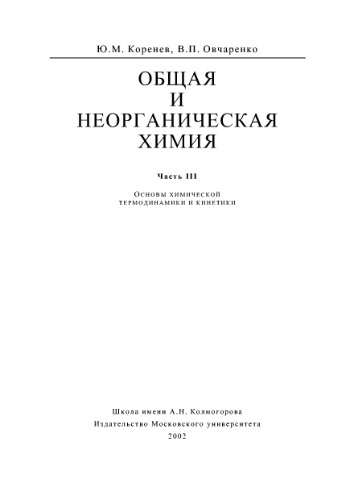 Ю.М. Коренев, В.П. Овчаренко
ОБЩАЯ
И
НЕОРГАНИЧЕСКАЯ
ХИМИЯ
Часть III
ОСНОВЫ ХИМИЧЕСКОЙ
ТЕРМОДИНАМИКИ И КИНЕТИКИ
Школа имени А.Н. Колмогорова
Издательство Московского университета
2002